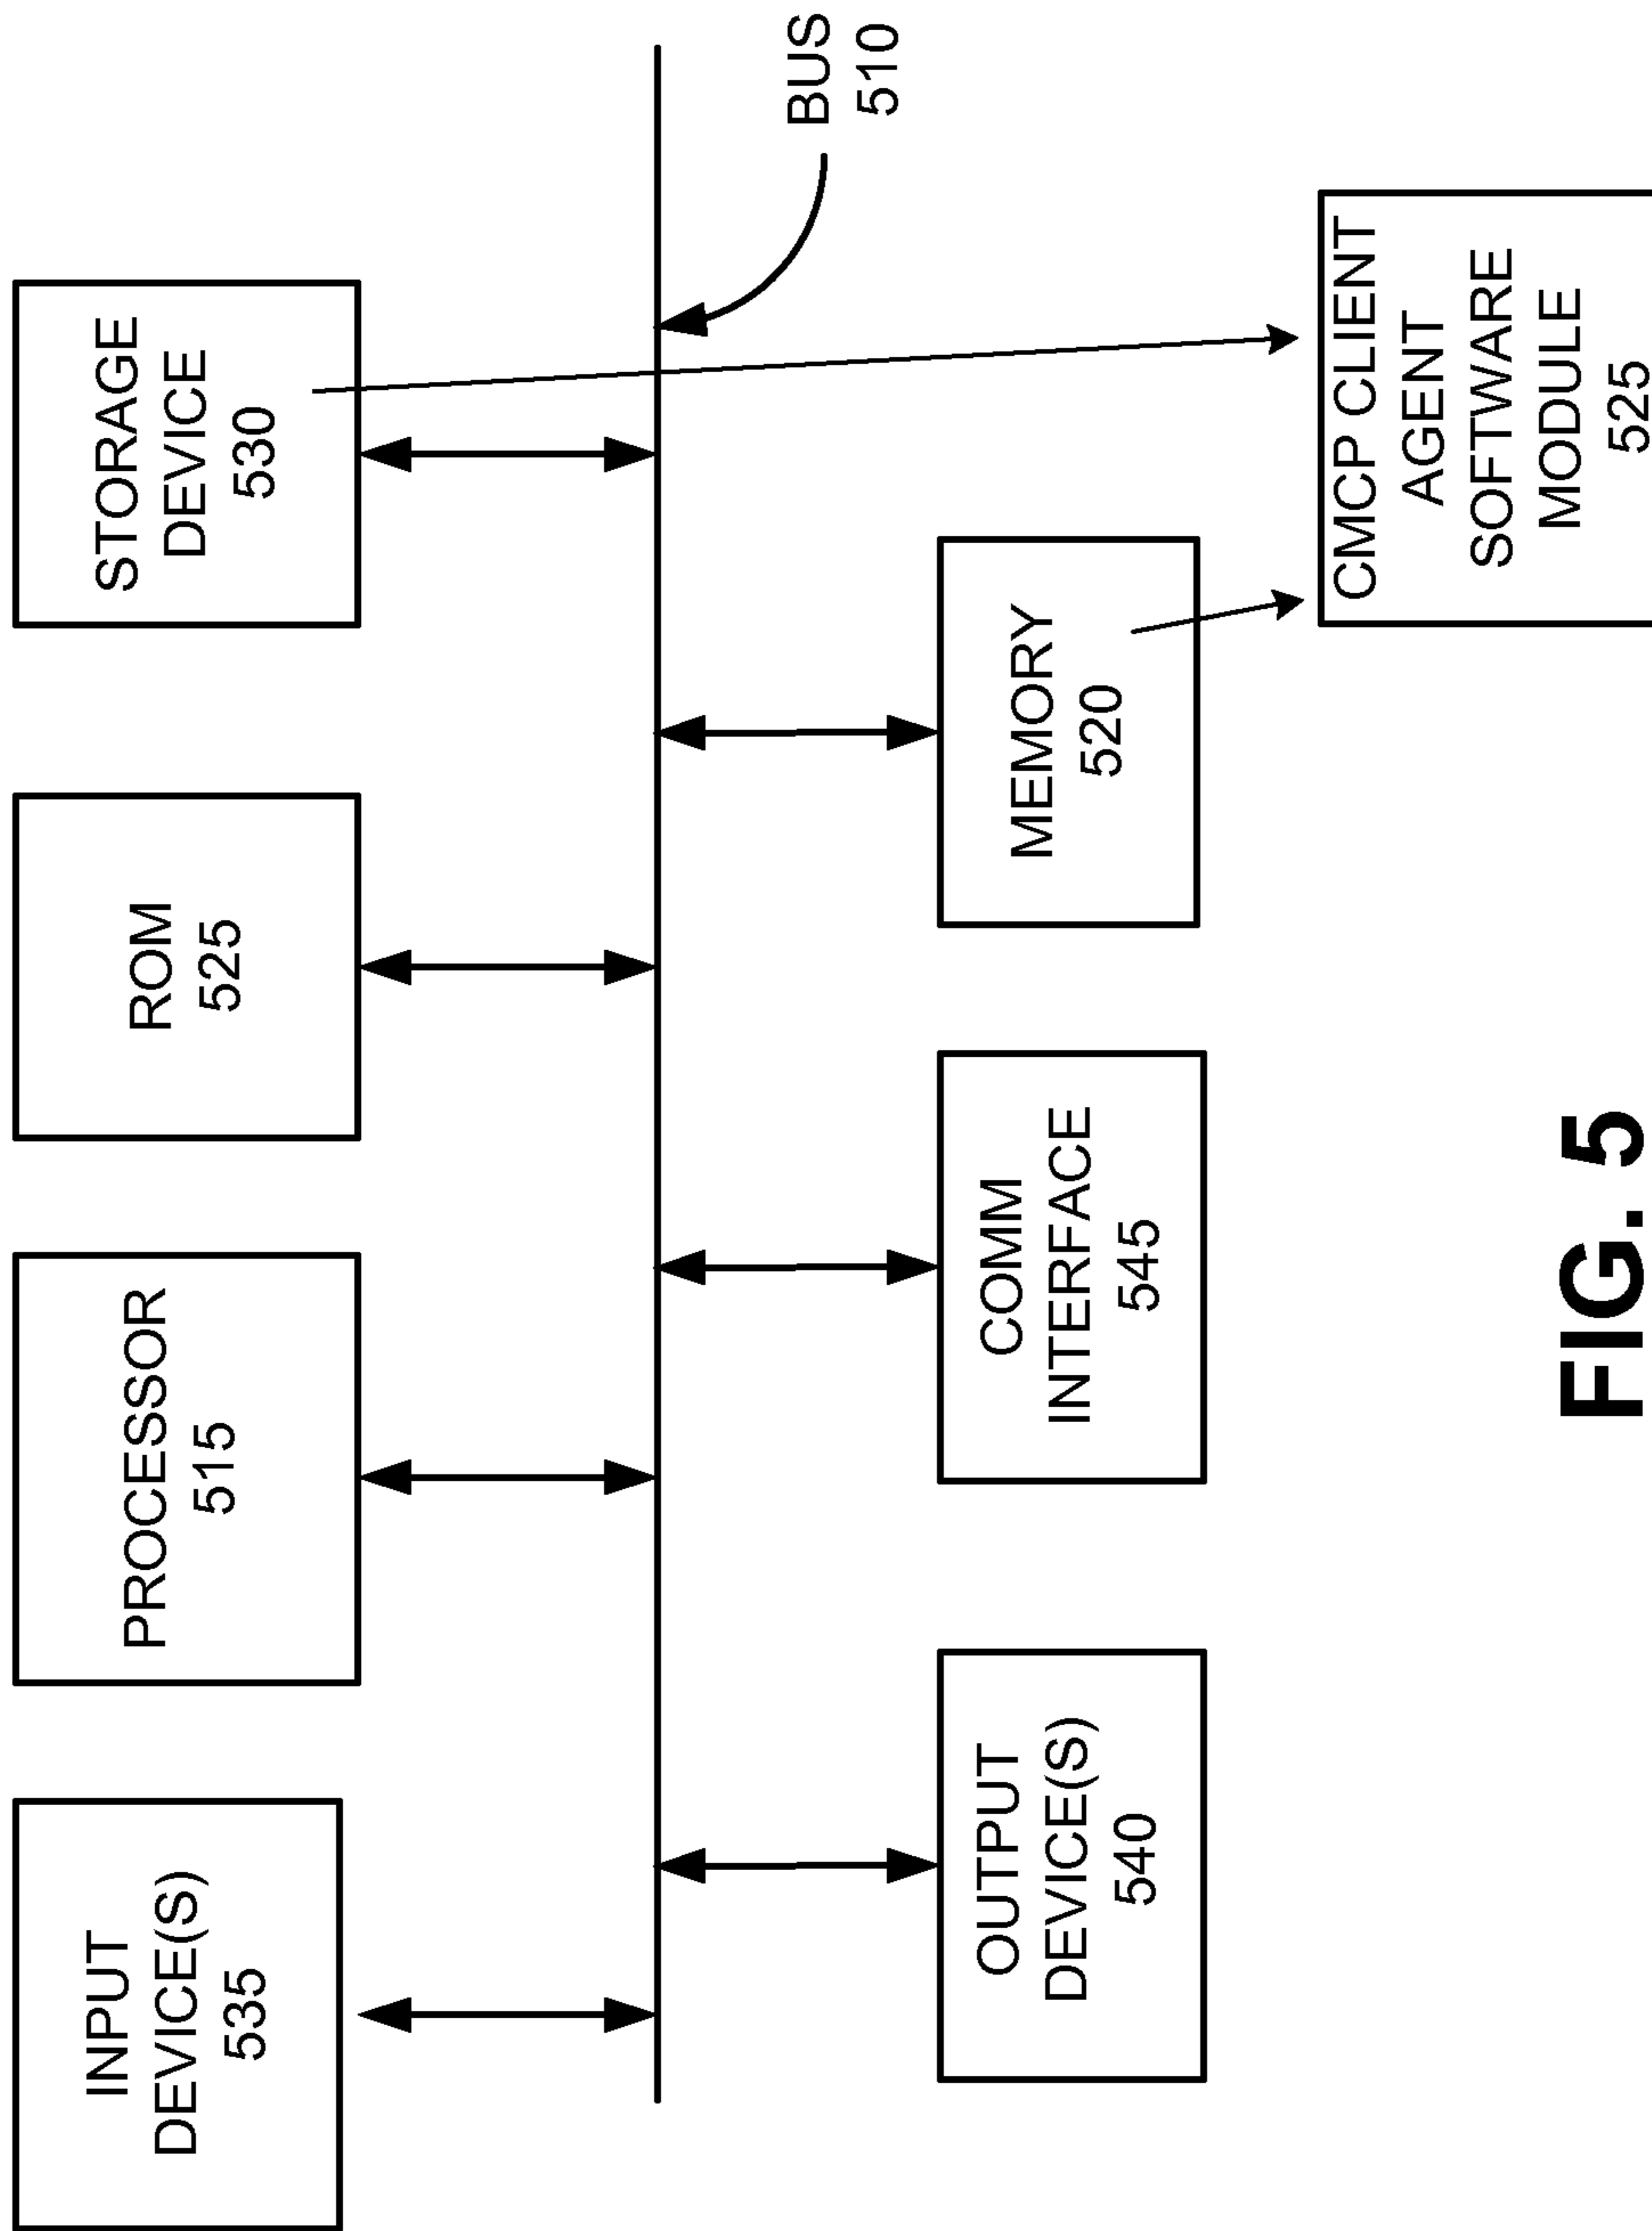 INPUT
DEVICE(S)
535
PROCESSOR
515
ROM
525
STORAGE
DEVICE
530
BUS
510
OUTPUT
DEVICE(S)
540
COMM
INTERFACE
545
MEMORY
520
CMCP CLIENT
AGENT
SOFTWARE
MODULE
525
FIG. 5